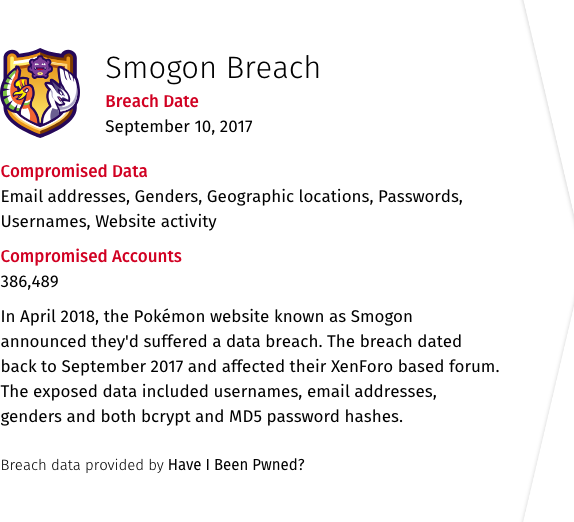 Smogon Breach
Breach Date
September 10, 2017
Compromised Data
Email addresses, Genders, Geographic locations, Passwords,
Usernames, Website activity
Compromised Accounts
386,489
In April 2018, the Pokémon website known as Smogon
announced they'd suffered a data breach. The breach dated
back to September 2017 and affected their XenForo based forum.
The exposed data included usernames, email addresses,
genders and both bcrypt and MD5 password hashes.
Breach data provided by Have I Been Pwned?